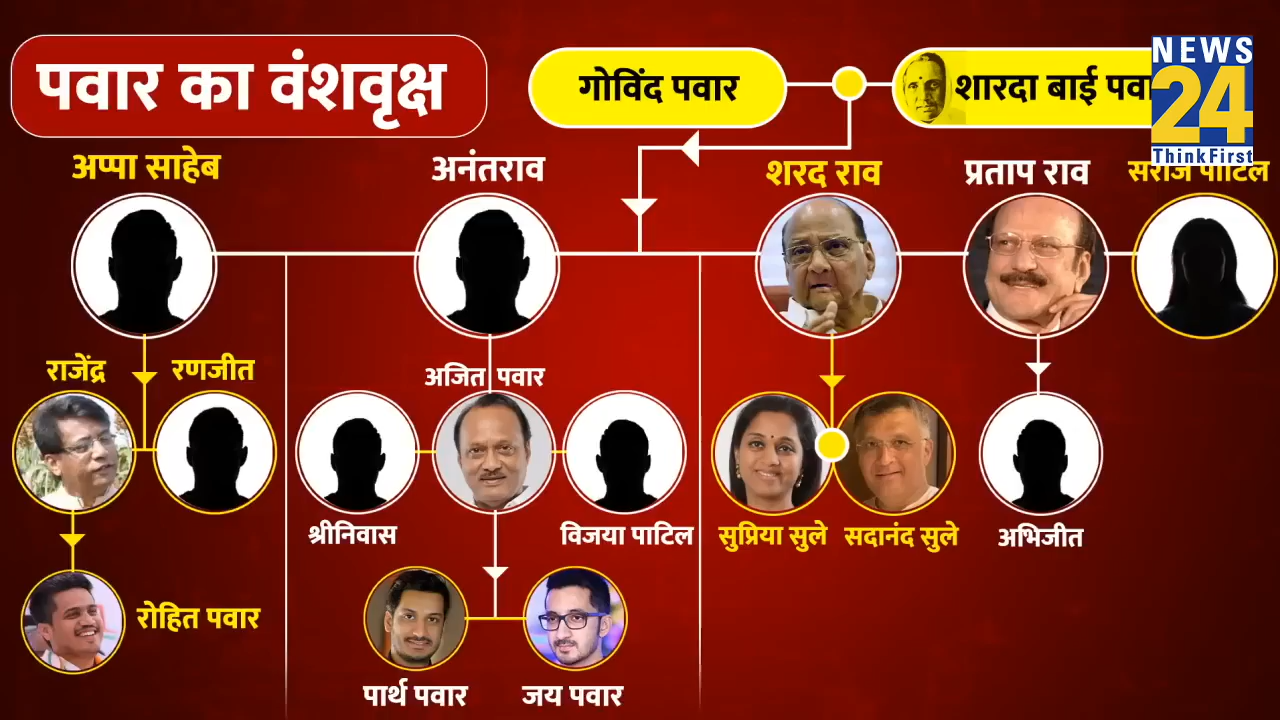 पवार का वंशवृक्ष
गोविंद पवार
शारदा बाई
NEWS
24
ThinkFirst
अप्पा साहेब
अनंतराव
शरद राव
प्रताप राव
सरोज पाटिल
राजेंद्र
रणजीत
अजित पवार
श्रीनिवास
विजया पाटिल
सुप्रिया सुले
सदानंद सुले
अभिजीत
रोहित पवार
पार्थ पवार
जय पवार